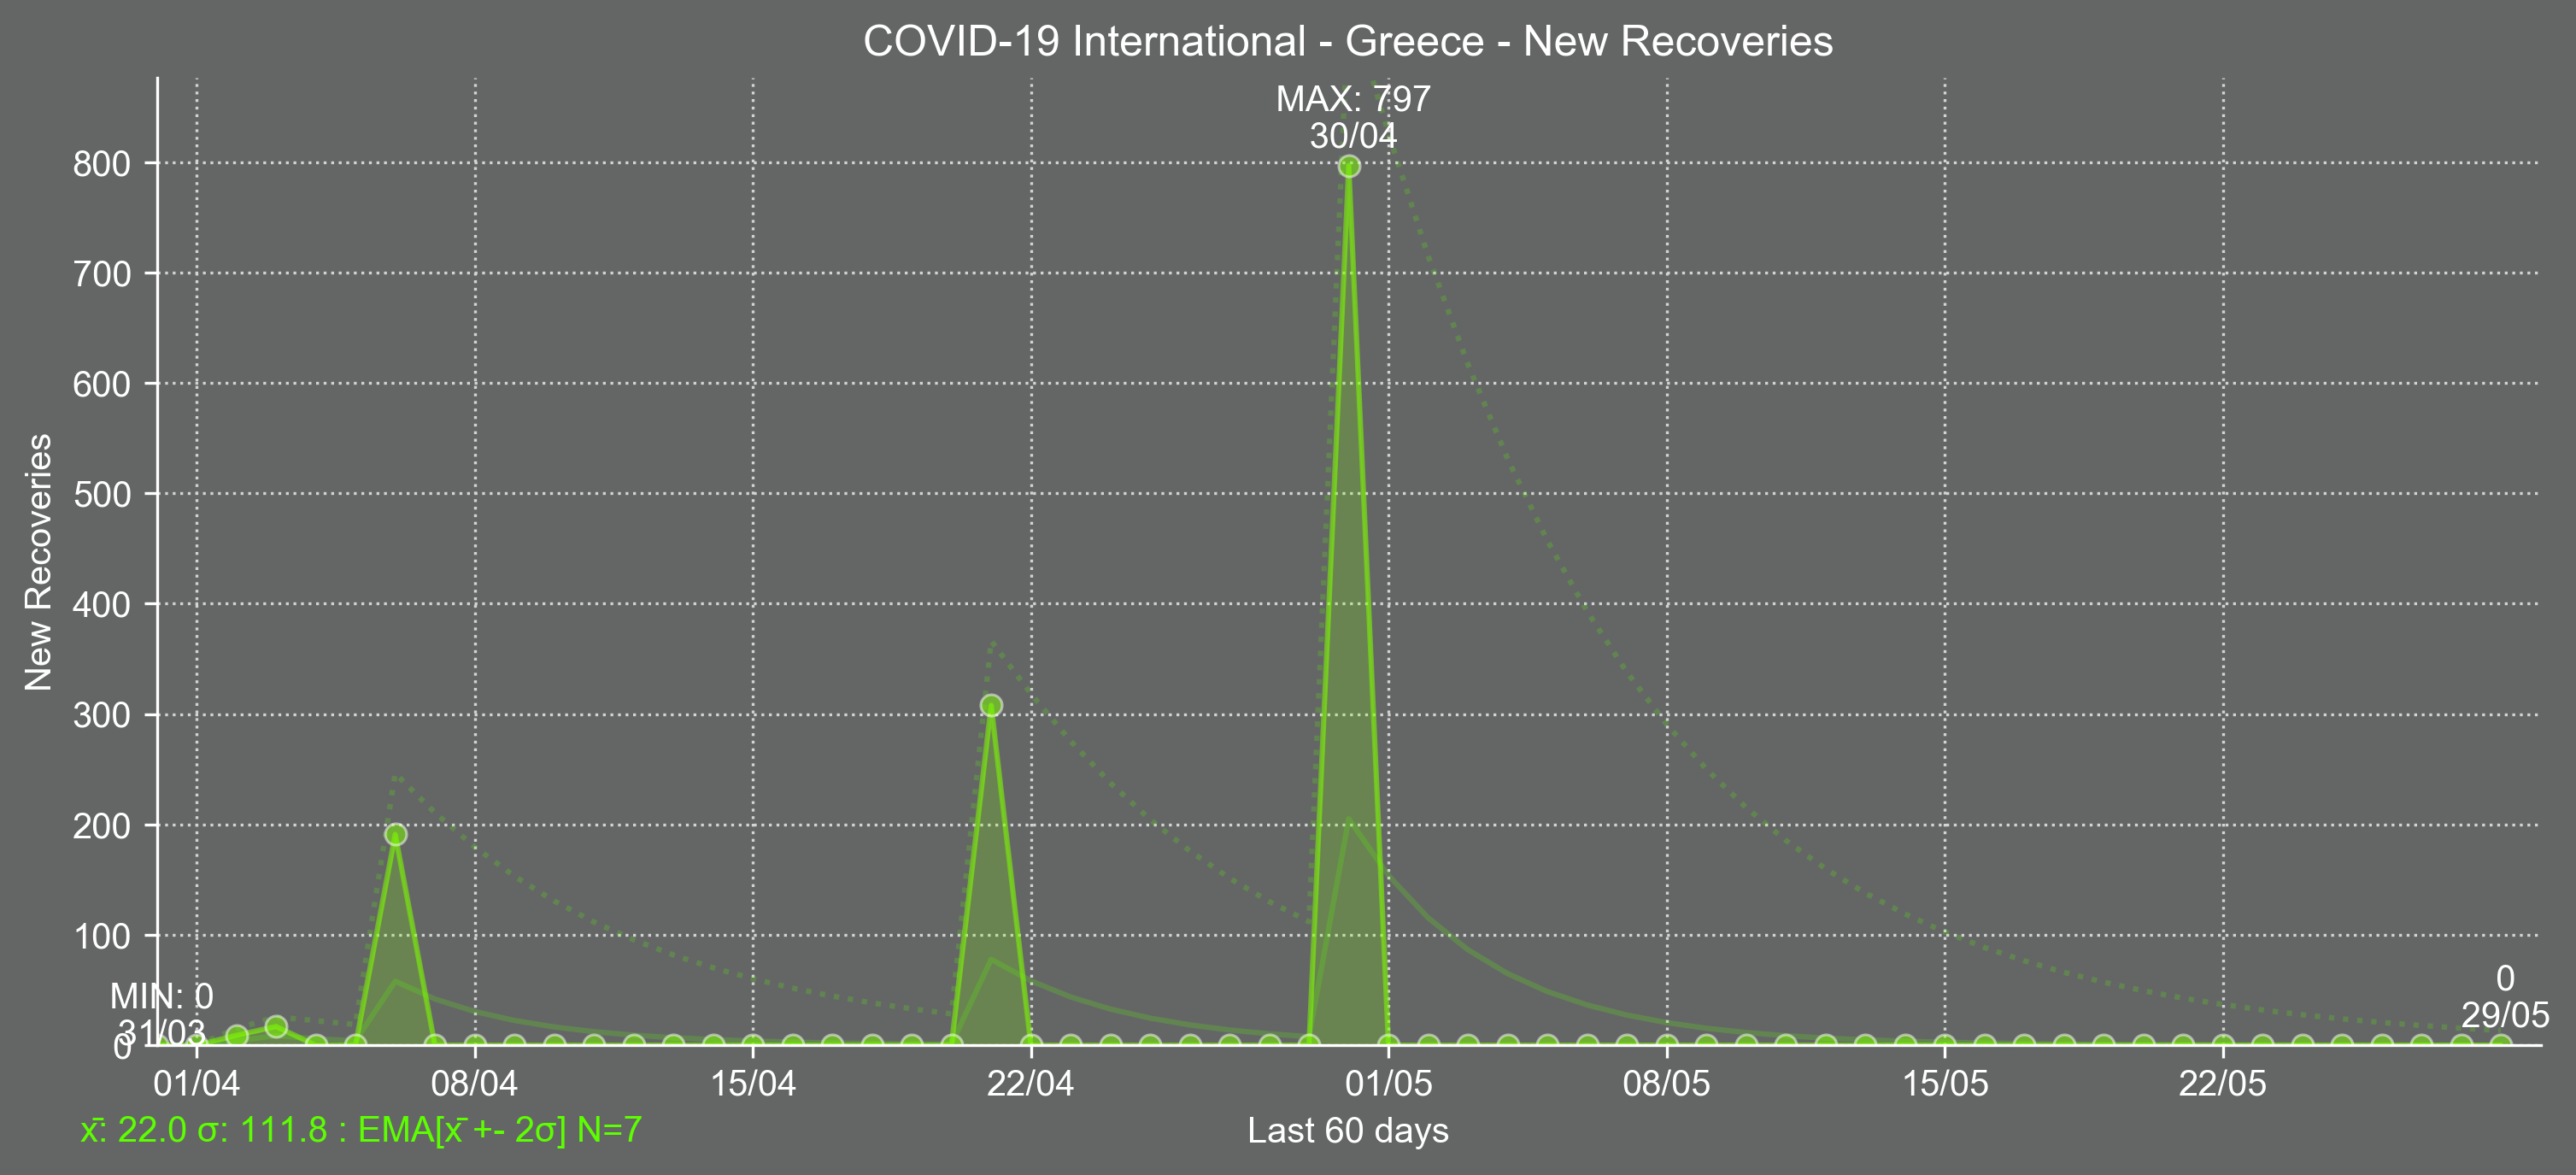 COVID-19 International - Greece - New Recoveries
MAX: 797
30/04
800
700
600
500
400
300
200
100
0
New Recoveries
MIN: 0
31/03
0
29/05
01/04 08/04 15/04 22/04 01/05 08/05 15/05 22/05
x̄: 22.0 σ: 111.8 : EMA[x̄ +- 2σ] N=7
Last 60 days